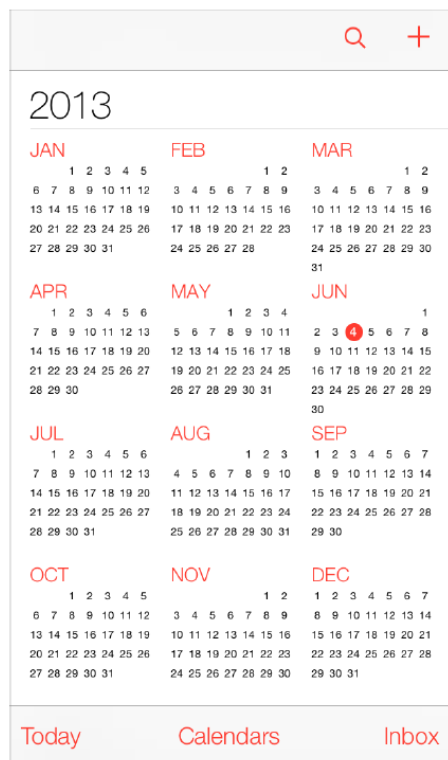 2013
JAN FEB MAR
1 2 3 4 5 1 2 1 2
6 7 8 9 10 11 12 3 4 5 6 7 8 9 3 4 5 6 7 8 9
13 14 15 16 17 18 19 10 11 12 13 14 15 16 10 11 12 13 14 15 16
20 21 22 23 24 25 26 17 18 19 20 21 22 23 17 18 19 20 21 22 23
27 28 29 30 31 24 25 26 27 28 24 25 26 27 28 29 30
31
APR MAY JUN
1 2 3 4 5 6 1 2 3 4 1
7 8 9 10 11 12 13 5 6 7 8 9 10 11 2 3 4 5 6 7 8
14 15 16 17 18 19 20 12 13 14 15 16 17 18 9 10 11 12 13 14 15
21 22 23 24 25 26 27 19 20 21 22 23 24 25 16 17 18 19 20 21 22
28 29 30 26 27 28 29 30 31 23 24 25 26 27 28 29
30
JUL AUG SEP
1 2 3 4 5 6 1 2 3 1 2 3 4 5 6 7
7 8 9 10 11 12 13 4 5 6 7 8 9 10 8 9 10 11 12 13 14
14 15 16 17 18 19 20 11 12 13 14 15 16 17 15 16 17 18 19 20 21
21 22 23 24 25 26 27 18 19 20 21 22 23 24 22 23 24 25 26 27 28
28 29 30 31 25 26 27 28 29 30 31 29 30
OCT NOV DEC
1 2 3 4 5 1 2 1 2 3 4 5 6 7
6 7 8 9 10 11 12 3 4 5 6 7 8 9 8 9 10 11 12 13 14
13 14 15 16 17 18 19 10 11 12 13 14 15 16 15 16 17 18 19 20 21
20 21 22 23 24 25 26 17 18 19 20 21 22 23 22 23 24 25 26 27 28
27 28 29 30 31 24 25 26 27 28 29 30 29 30 31
Today Calendars Inbox